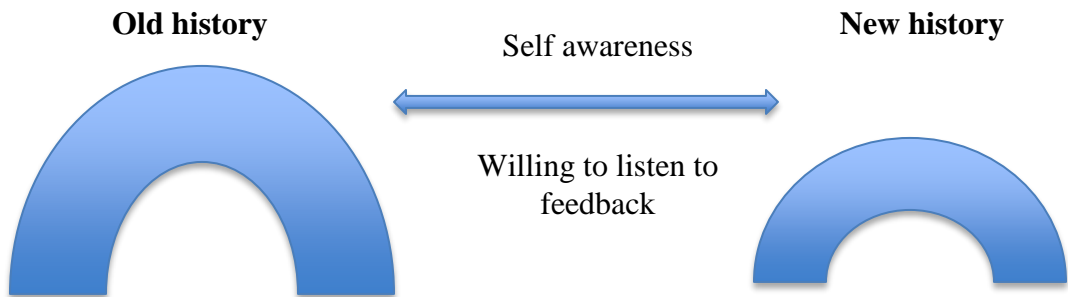 Old history
Self awareness
New history
Willing to listen to
feedback